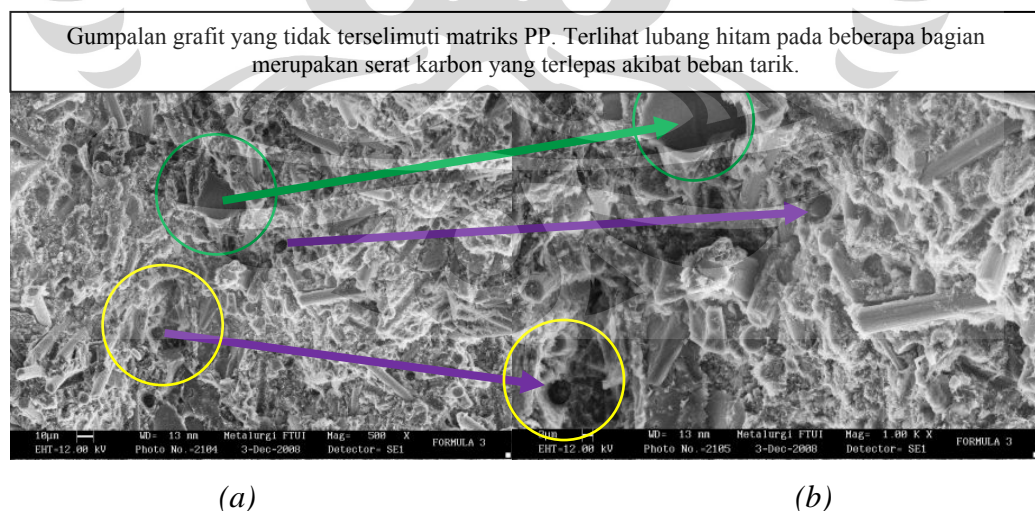 Gumpalan grafit yang tidak terselimuti matriks PP. Terlihat lubang hitam pada beberapa bagian
merupakan serat karbon yang terlepas akibat beban tarik.
10µm WD= 13 mm Metalurgi FTUI Mag= 500 X FORMULA 3
EHT=12.00 kV Photo No.=2104 3-Dec-2008 Detector= SE1
WD= 13 mm Metalurgi FTUI Mag= 1.00 K X FORMULA 3
EHT=12.00 kV Photo No.=2105 3-Dec-2008 Detector= SE1
(a)
(b)